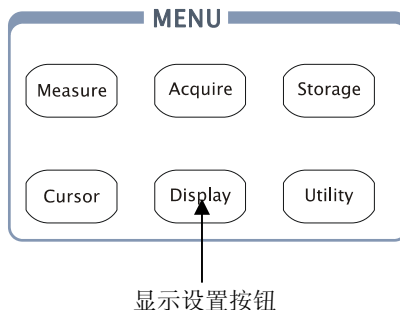 MENU
Measure Acquire Storage
Cursor Display Utility
显示设置按钮